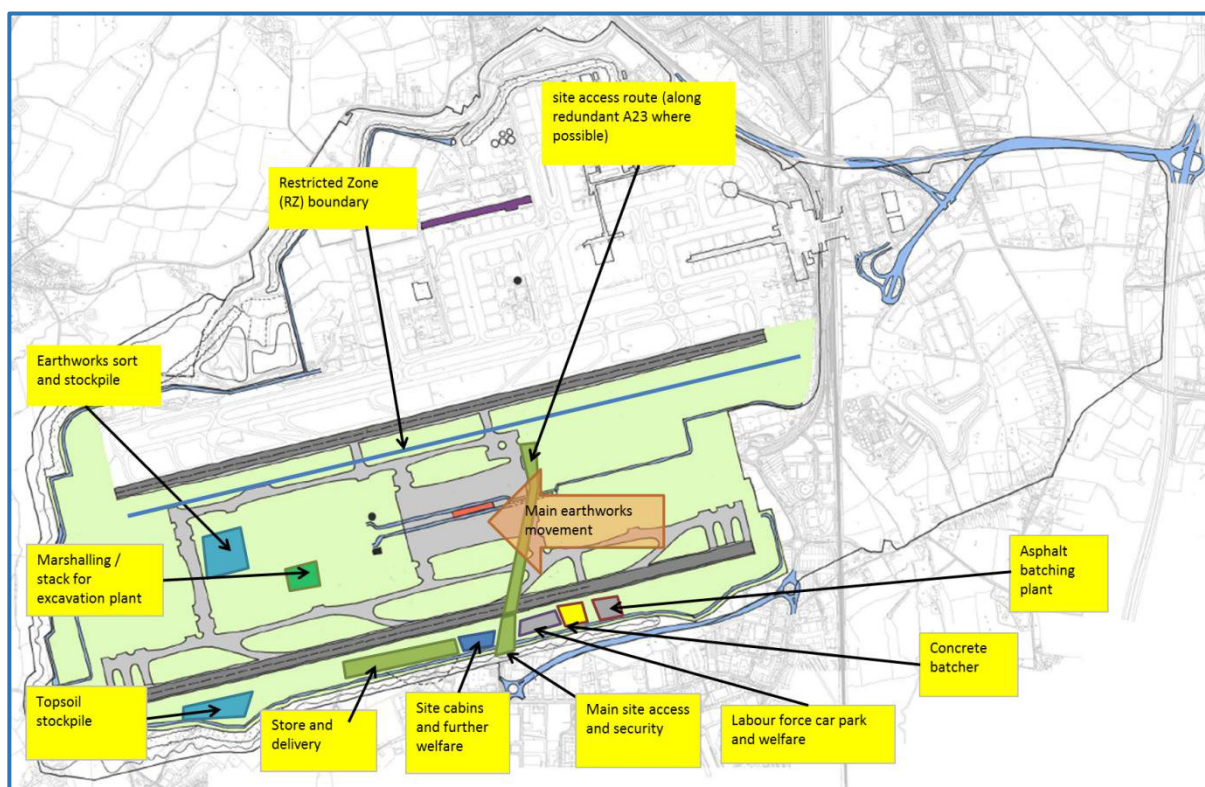 site access route (along
redundant A23 where
possible)
Restricted Zone
(RZ) boundary
Earthworks sort
and stockpile
Main earthworks
movement
Marshalling /
stack for
excavation plant
Asphalt
batching
plant
Concrete
batcher
Topsoil
stockpile
Store and
delivery
Site cabins
and further
welfare
Main site access
and security
Labour force car park
and welfare